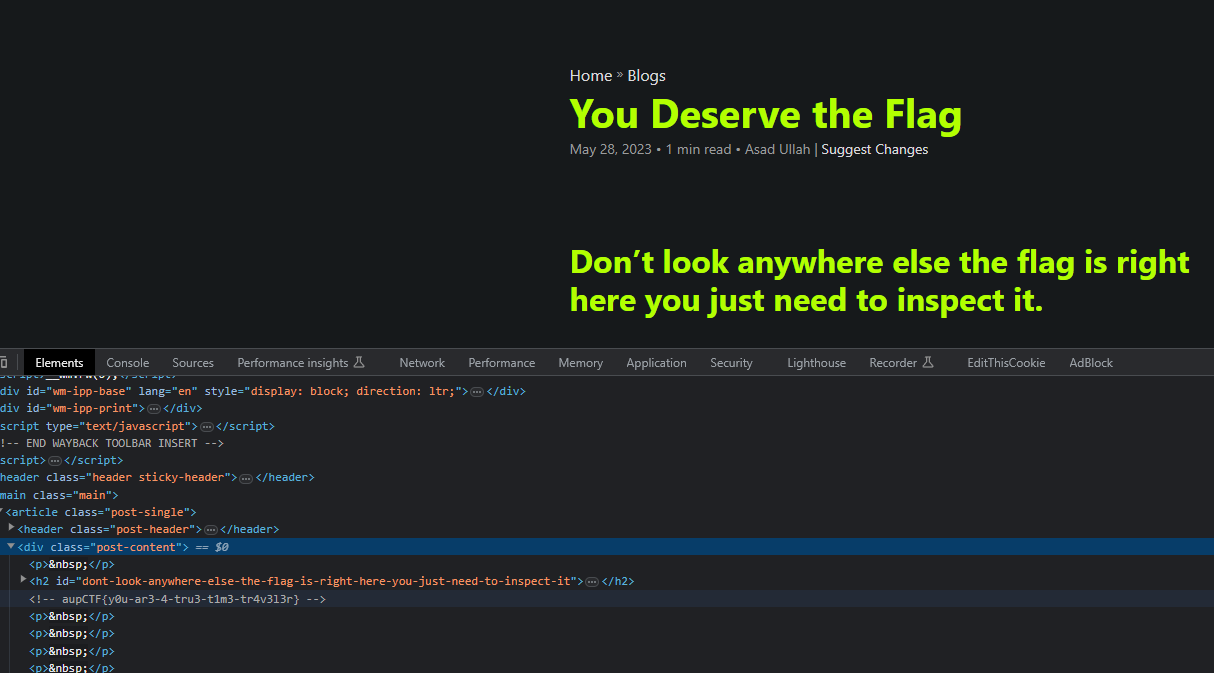 Home » Blogs
You Deserve the Flag
May 28, 2023 • 1 min read • Asad Ullah | Suggest Changes
Don’t look anywhere else the flag is right
here you just need to inspect it.
Elements Console Sources Performance insights Network Performance Memory Application Security Lighthouse Recorder EditThisCookie AdBlock
div id="wm-ipp-base" lang="en" style="display: block; direction: ltr;">…</div>
div id="wm-ipp-print">…</div>
script type="text/javascript">…</script>
!-- END WAYBACK TOOLBAR INSERT -->
script>…</script>
header class="header sticky-header">…</header>
main class="main">
<article class="post-single">
<header class="post-header">…</header>
<div class="post-content"> == $0
<p>&nbsp;</p>
<h2 id="dont-look-anywhere-else-the-flag-is-right-here-you-just-need-to-inspect-it">…</h2>
<!-- aupCTF{y0u-ar3-4-tru3-t1m3-tr4v3l3r} -->
<p>&nbsp;</p>
<p>&nbsp;</p>
<p>&nbsp;</p>
<p>&nbsp;</p>